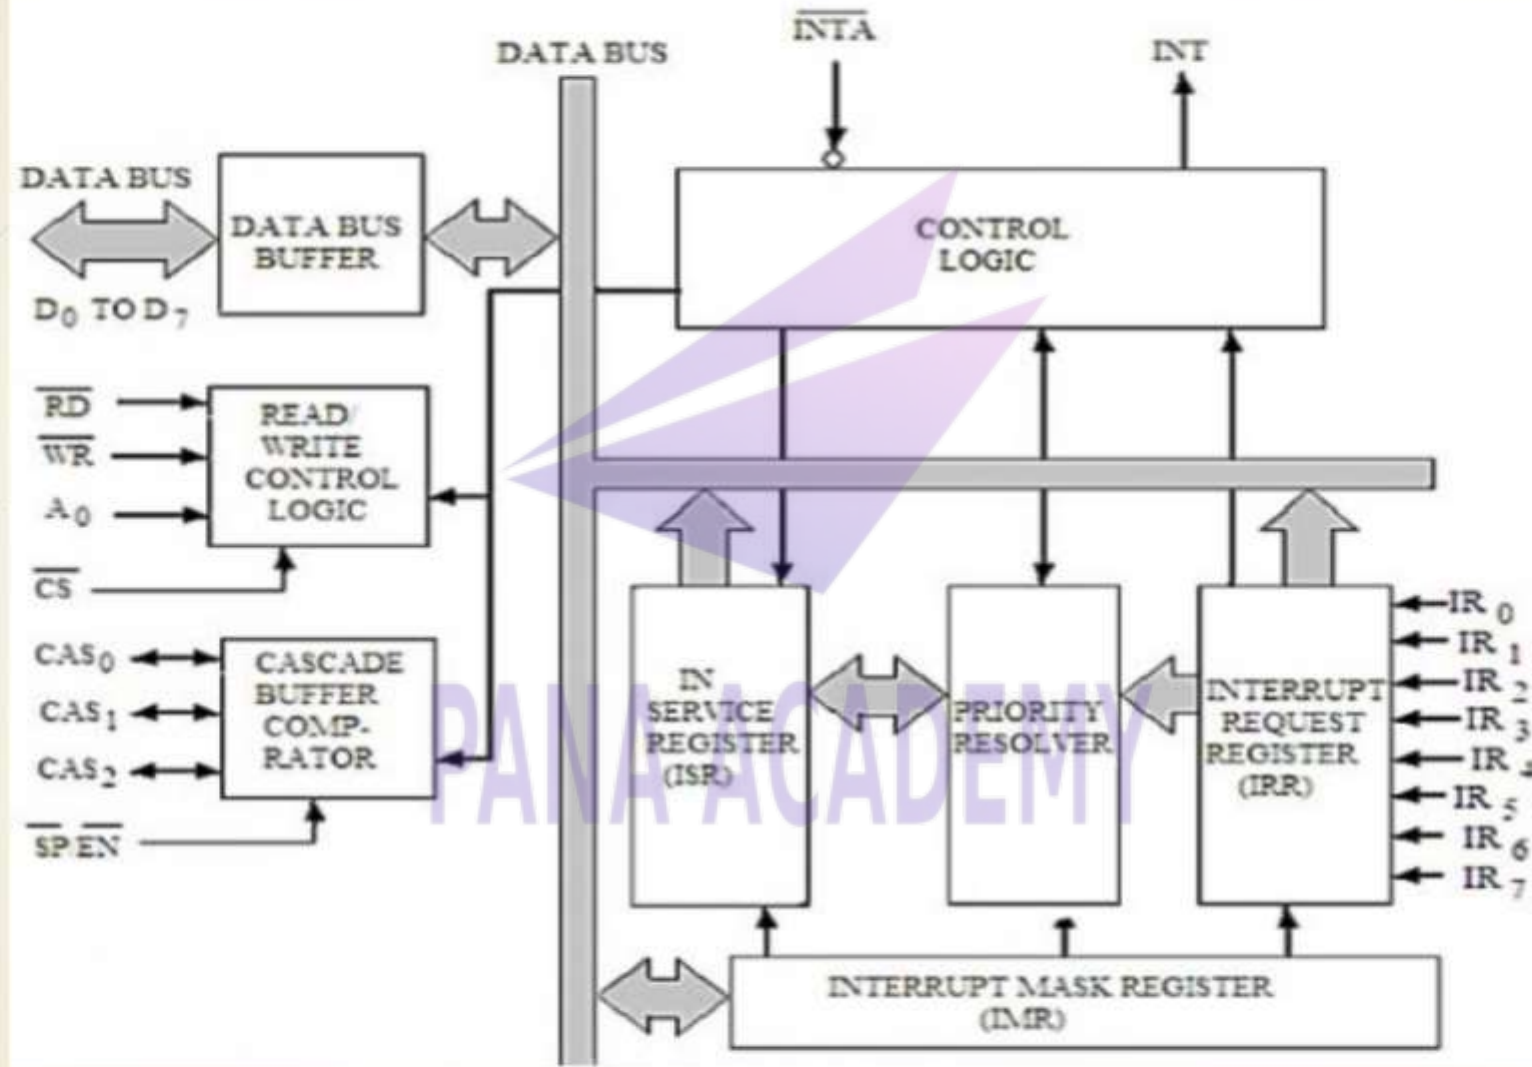 DATA BUS
INTA
INT
DATA BUS
DATA BUS
BUFFER
D0 TO D7
CONTROL
LOGIC
RD
WR
A0
CS
READ/
WRITE
CONTROL
LOGIC
CAS0
CAS1
CAS2
SP/EN
CASCADE
BUFFER
COMP-
RATOR
IN
SERVICE
REGISTER
(ISR)
PRIORITY
RESOLVER
INTERRUPT
REQUEST
REGISTER
(IRR)
IR0
IR1
IR2
IR3
IR
IR5
IR6
IR7
PANA ACADEMY
INTERRUPT MASK REGISTER
(IMR)